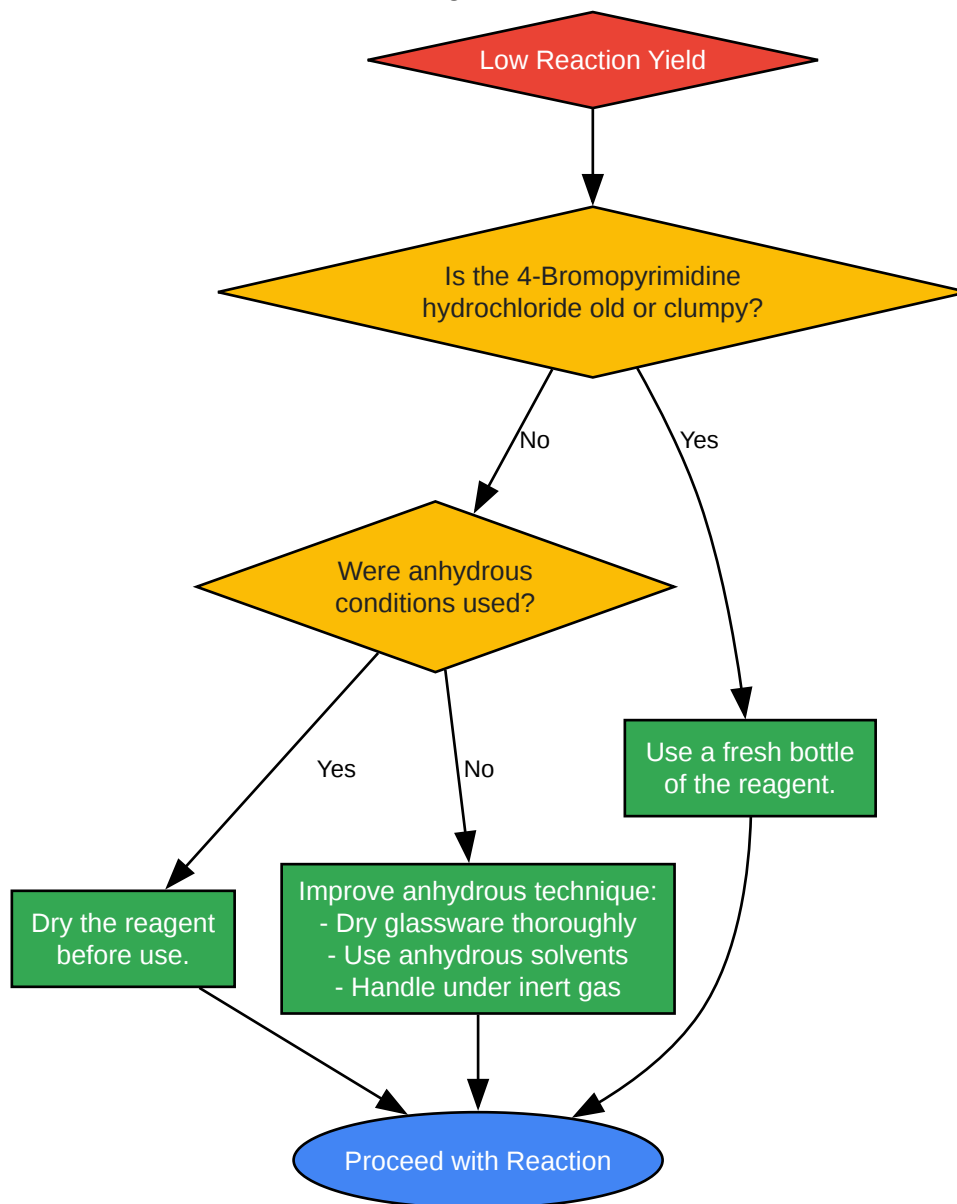 Low Reaction Yield
Is the 4-Bromopyrimidine
hydrochloride old or clumpy?
No
Yes
Were anhydrous
conditions used?
Use a fresh bottle
of the reagent.
Yes
No
Improve anhydrous technique:
- Dry glassware thoroughly
- Use anhydrous solvents
- Handle under inert gas
Dry the reagent
before use.
Proceed with Reaction